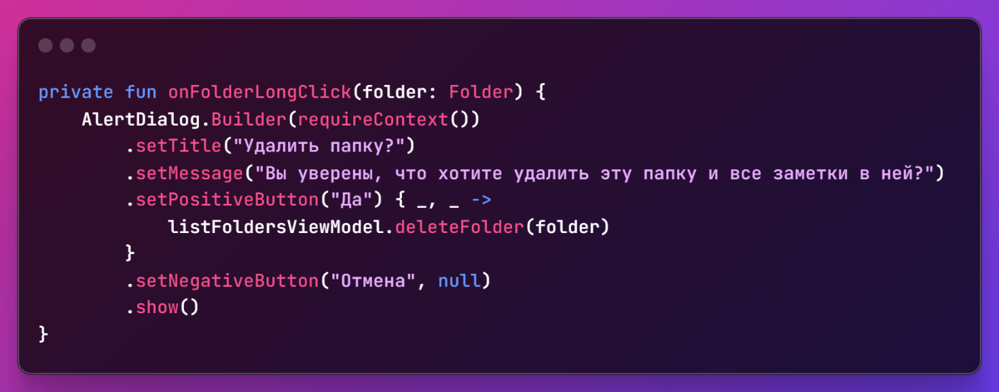 private fun onFolderLongClick(folder: Folder) {
    AlertDialog.Builder(requireContext())
        .setTitle("Удалить папку?")
        .setMessage("Вы уверены, что хотите удалить эту папку и все заметки в ней?")
        .setPositiveButton("Да") { _, _ ->
            listFoldersViewModel.deleteFolder(folder)
        }
        .setNegativeButton("Отмена", null)
        .show()
}